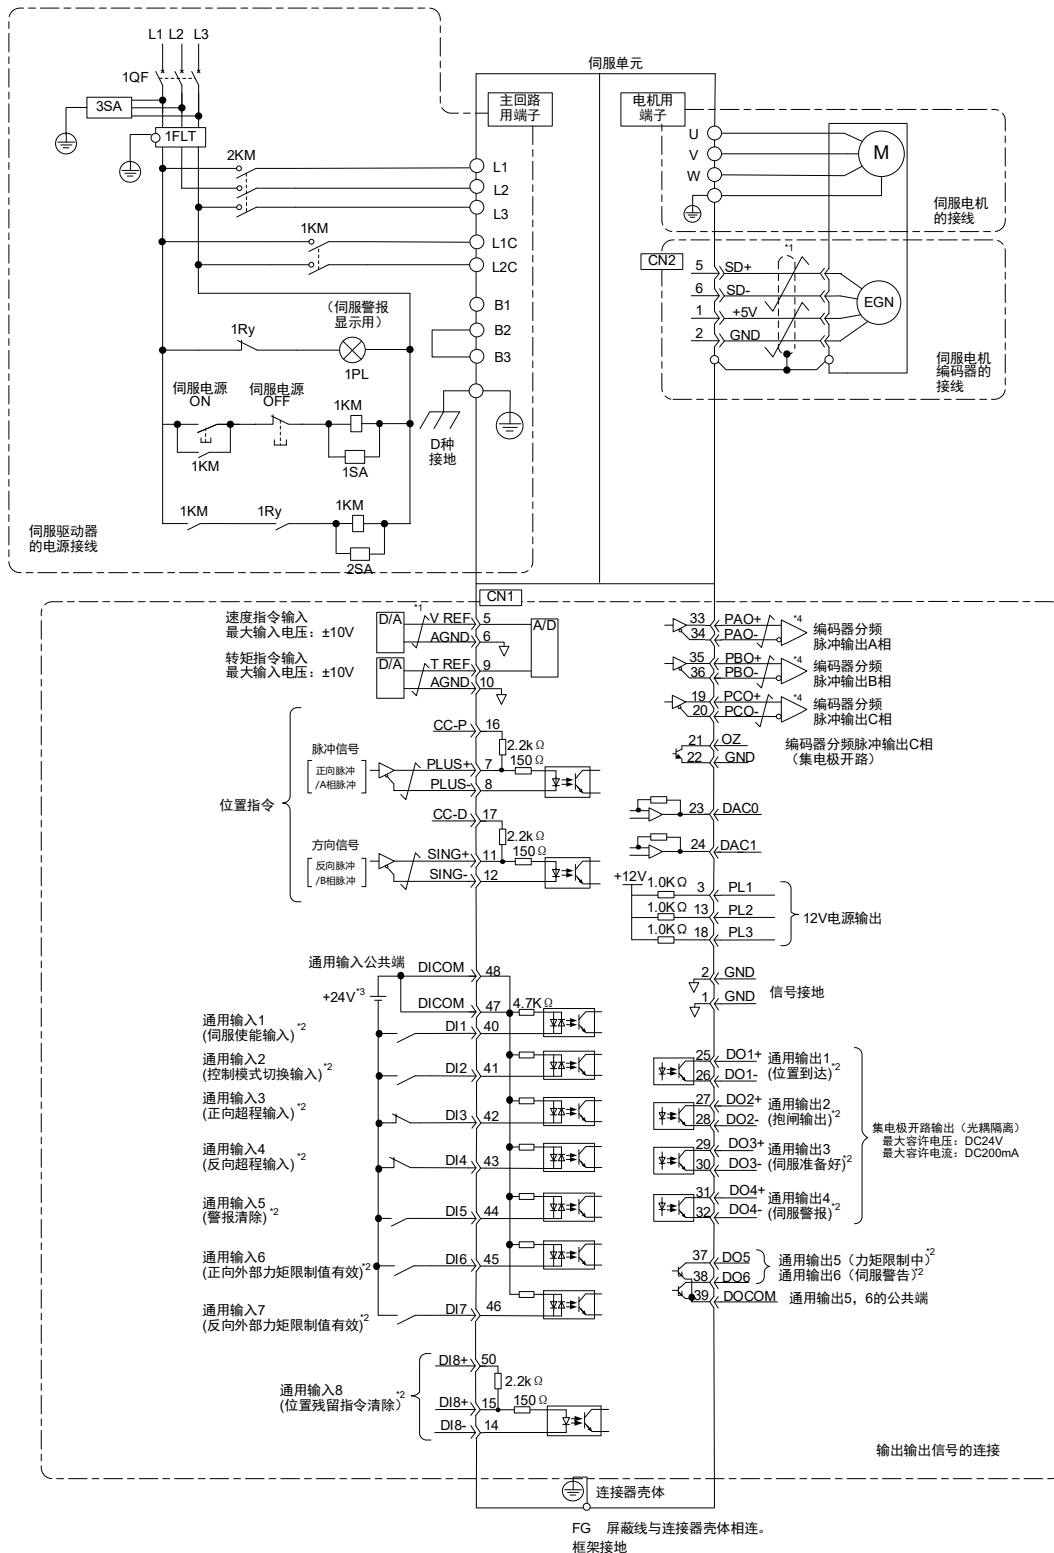 L1 L2 L3
1QF
3SA
1FLT
2KM
1KM
(伺服警报
显示用)
1Ry
1PL
伺服电源
ON
伺服电源
OFF
1KM
1KM
1SA
1KM
1Ry
1KM
2SA
伺服驱动器
的电源接线
伺服单元
主回路
用端子
L1
L2
L3
L1C
L2C
B1
B2
B3
D种
接地
电机用
端子
U
V
W
M
伺服电机
的接线
CN2
*1
5 SD+
6 SD-
1 +5V
2 GND
EGN
伺服电机
编码器的
接线
CN1
速度指令输入
最大输入电压：±10V
D/A
*1
V REF 5
AGND 6
A/D
转矩指令输入
最大输入电压：±10V
D/A
T REF 9
AGND 10
CC-P 16
2.2kΩ
150Ω
脉冲信号
正向脉冲
/A相脉冲
PLUS+ 7
PLUS- 8
位置指令
CC-D 17
2.2kΩ
150Ω
方向信号
反向脉冲
/B相脉冲
SING+ 11
SING- 12
通用输入公共端
DICOM 48
+24V*3
DICOM 47
4.7KΩ
通用输入1
(伺服使能输入)*2
DI1 40
通用输入2
(控制模式切换输入)*2
DI2 41
通用输入3
(正向超程输入)*2
DI3 42
通用输入4
(反向超程输入)*2
DI4 43
通用输入5
(警报清除)*2
DI5 44
通用输入6
(正向外部力矩限制值有效)*2
DI6 45
通用输入7
(反向外部力矩限制值有效)*2
DI7 46
DI8+ 50
2.2kΩ
通用输入8
(位置残留指令清除)*2
DI8+ 15
150Ω
DI8- 14
33 PAO+
34 PAO-
*4
编码器分频
脉冲输出A相
35 PBO+
36 PBO-
*4
编码器分频
脉冲输出B相
19 PCO+
20 PCO-
*4
编码器分频
脉冲输出C相
21 OZ
22 GND
编码器分频脉冲输出C相
(集电极开路)
23 DAC0
24 DAC1
+12V
1.0KΩ 3 PL1
1.0KΩ 13 PL2
1.0KΩ 18 PL3
12V电源输出
2 GND
1 GND
信号接地
25 DO1+
26 DO1-
通用输出1
(位置到达)*2
27 DO2+
28 DO2-
通用输出2
(抱闸输出)*2
29 DO3+
30 DO3-
通用输出3
(伺服准备好)*2
31 DO4+
32 DO4-
通用输出4
(伺服警报)*2
集电极开路输出（光耦隔离）
最大容许电压：DC24V
最大容许电流：DC200mA
37 DO5
38 DO6
39 DOCOM
通用输出5（力矩限制中）*2
通用输出6（伺服警告）*2
通用输出5，6的公共端
输出输出信号的连接
连接器壳体
FG 屏蔽线与连接器壳体相连。
框架接地